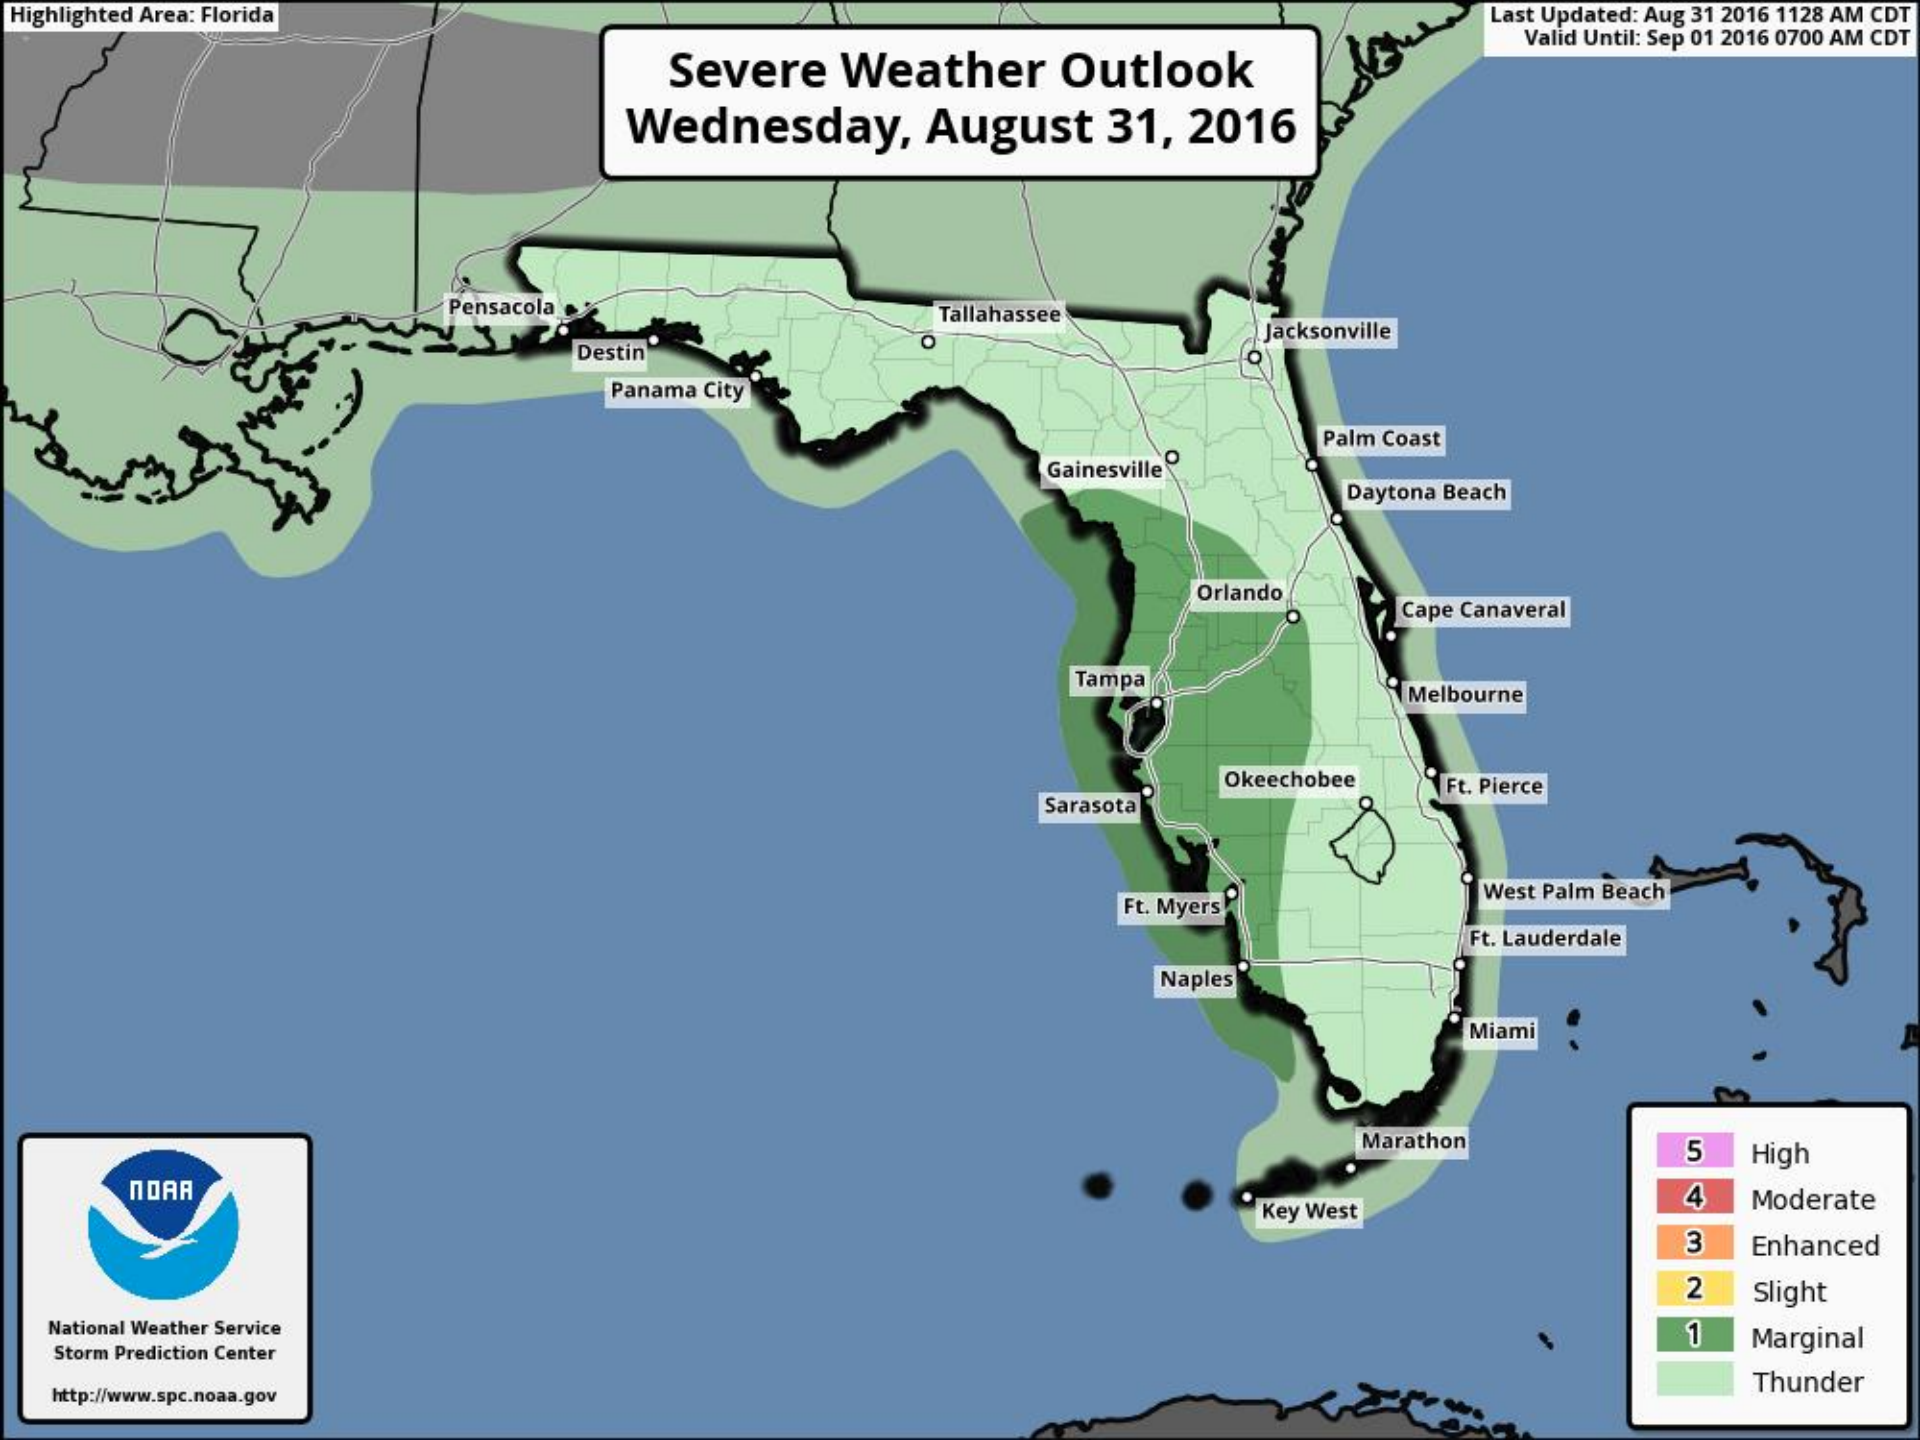 Highlighted Area: Florida
Last Updated: Aug 31 2016 1128 AM CDT
Valid Until: Sep 01 2016 0700 AM CDT
Severe Weather Outlook
Wednesday, August 31, 2016
Pensacola
Tallahassee
Jacksonville
Destin
Panama City
Palm Coast
Gainesville
Daytona Beach
Orlando
Cape Canaveral
Tampa
Melbourne
Okeechobee
Ft. Pierce
Sarasota
West Palm Beach
Ft. Myers
Ft. Lauderdale
Naples
Miami
Marathon
Key West
NOAA
National Weather Service
Storm Prediction Center
http://www.spc.noaa.gov
5 High
4 Moderate
3 Enhanced
2 Slight
1 Marginal
Thunder